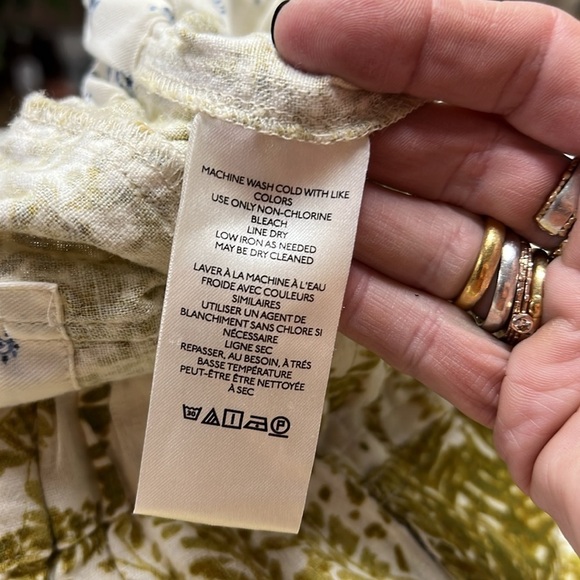 MACHINE WASH COLD WITH LIKE
COLORS
USE ONLY NON-CHLORINE
BLEACH
LINE DRY
LOW IRON AS NEEDED
MAY BE DRY CLEANED
LAVER À LA MACHINE À L'EAU
FROIDE AVEC COULEURS
SIMILAIRES
UTILISER UN AGENT DE
BLANCHIMENT SANS CHLORE SI
NÉCESSAIRE
LIGNE SEC
REPASSER, AU BESOIN, À TRÉS
BASSE TEMPÉRATURE
PEUT-ÊTRE ÊTRE NETTOYÉE
À SEC
30 P